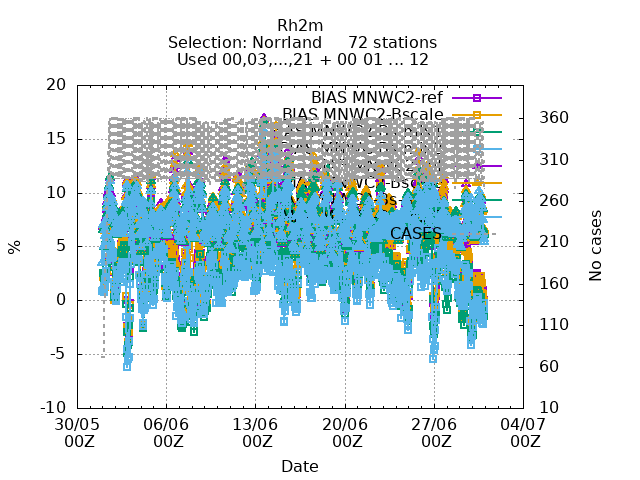 Rh2m
Selection: Norrland 72 stations
Used 00,03,...,21 + 00 01 ... 12
20
15
10
5
0
-5
-10
%
BIAS MNWC2-ref
BIAS MNWC2-Bscale
CASES
360
310
260
210
160
110
60
10
No cases
30/05 06/06 13/06 20/06 27/06 04/07
00Z 00Z 00Z 00Z 00Z 00Z
Date